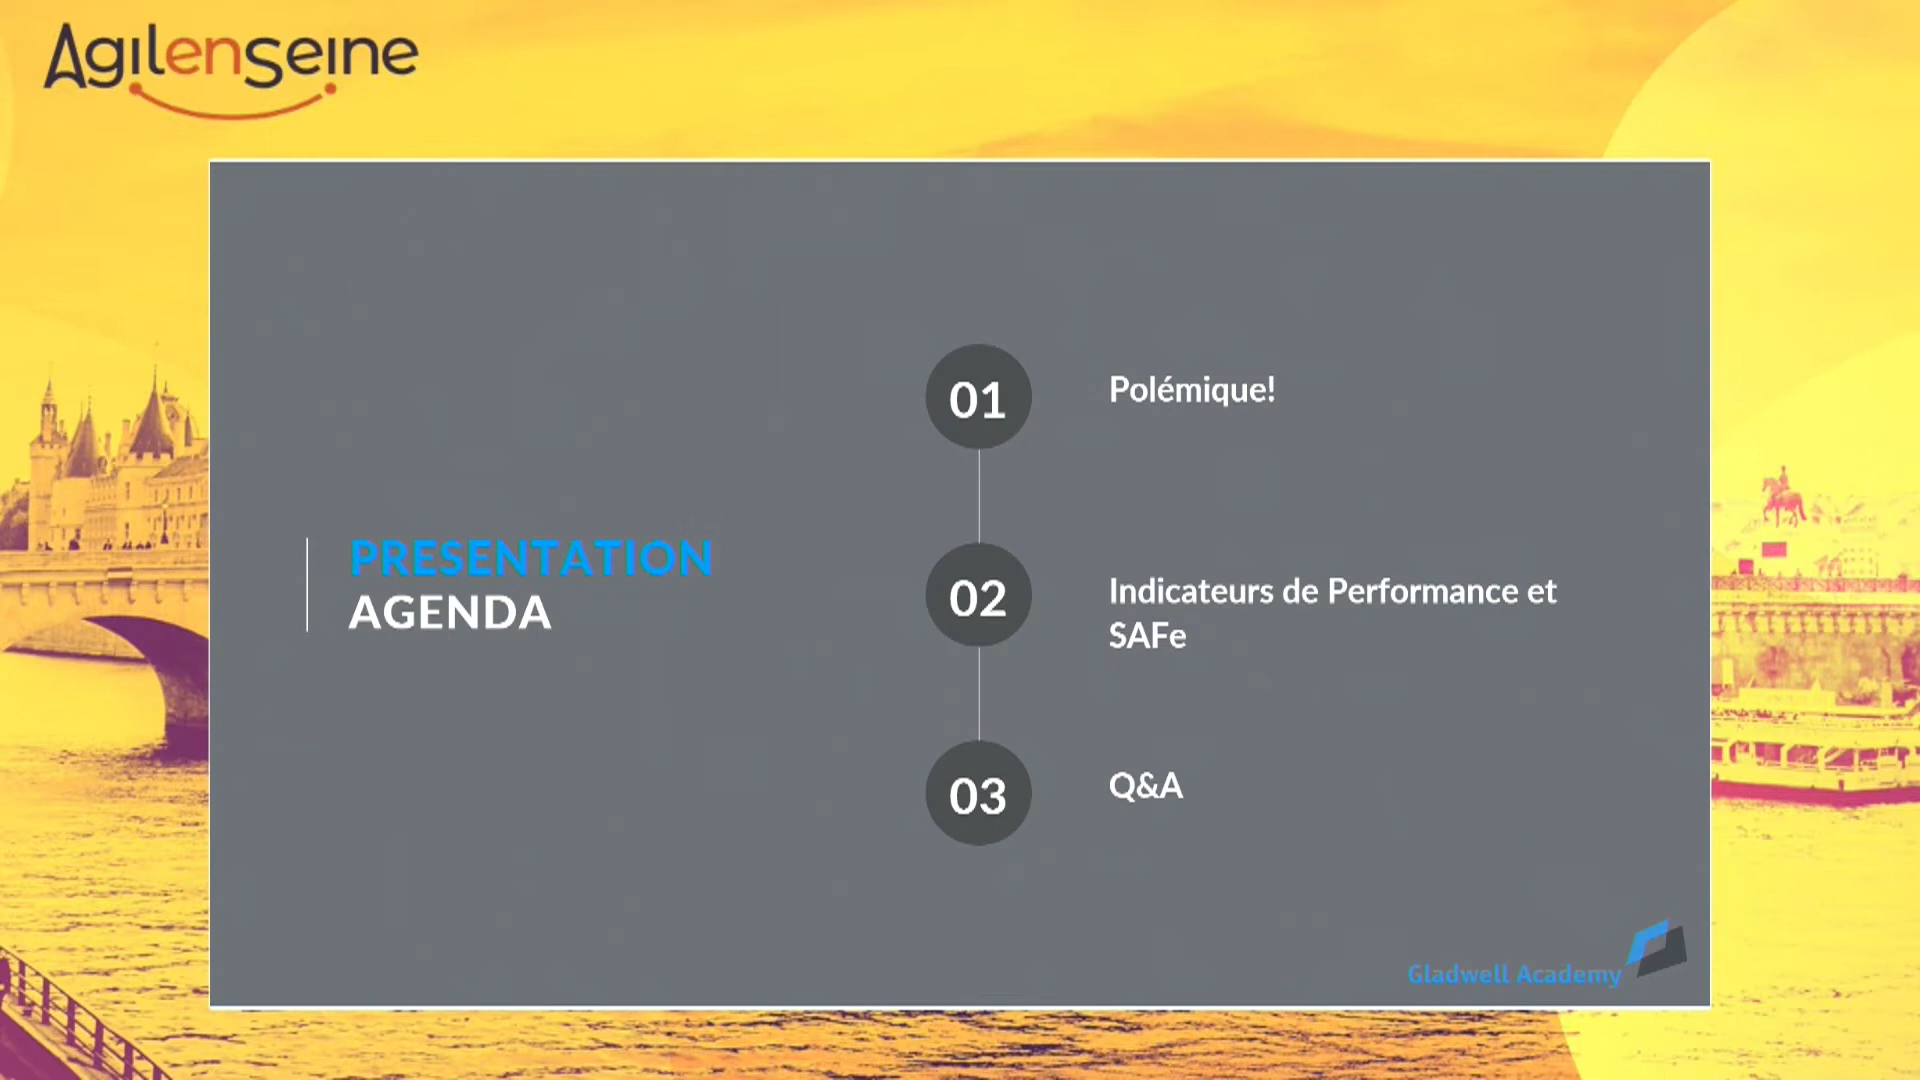 Agilenseine
PRESENTATION
AGENDA
01
Polémique!
02
Indicateurs de Performance et
SAFe
03
Q&A
Gladwell Academy